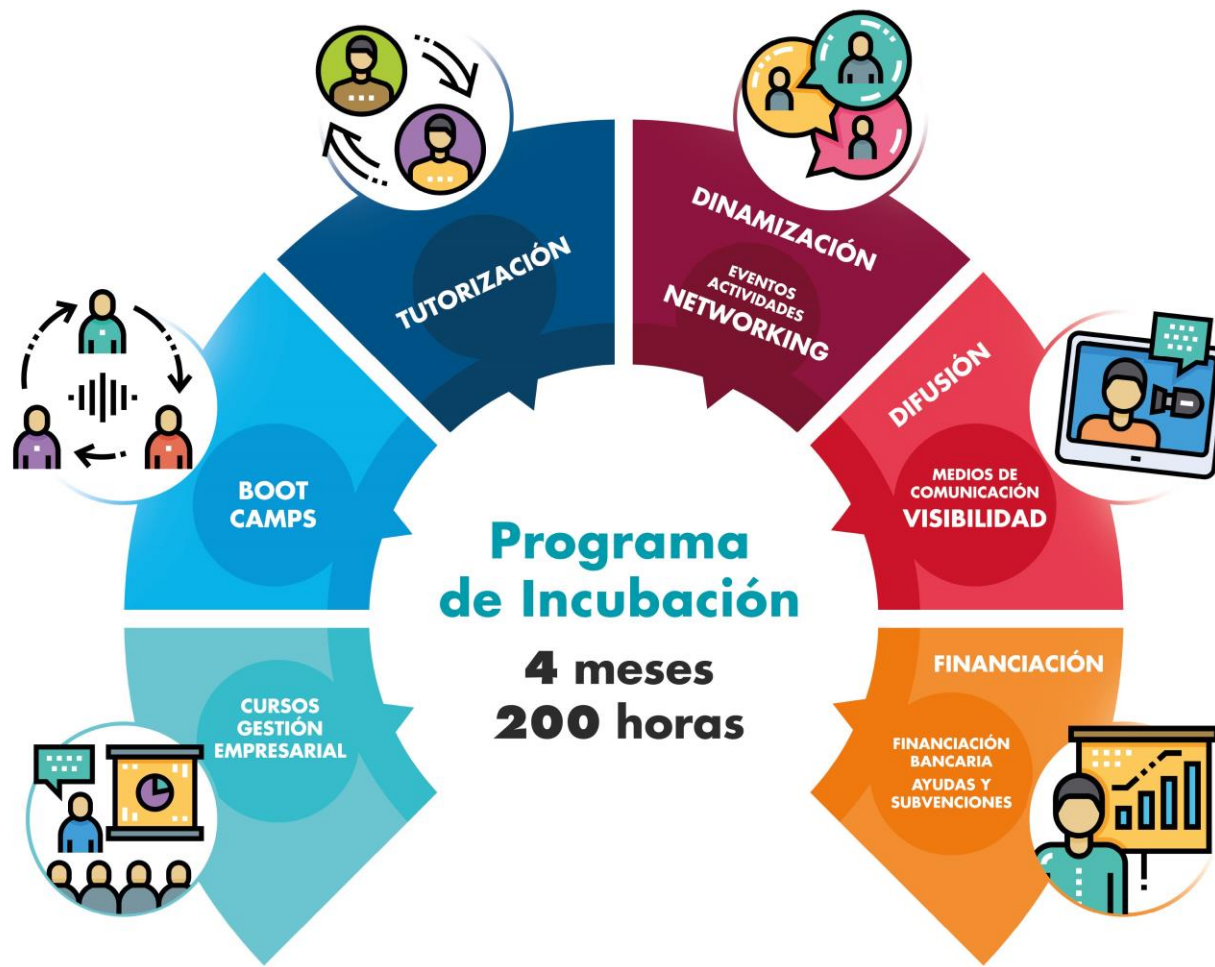 TUTORIZACIÓN
DINAMIZACIÓN
EVENTOS
ACTIVIDADES
NETWORKING
DIFUSIÓN
MEDIOS DE
COMUNICACIÓN
VISIBILIDAD
BOOT
CAMPS
Programa
de Incubación
4 meses
200 horas
CURSOS
GESTIÓN
EMPRESARIAL
FINANCIACIÓN
FINANCIACIÓN
BANCARIA
AYUDAS Y
SUBVENCIONES